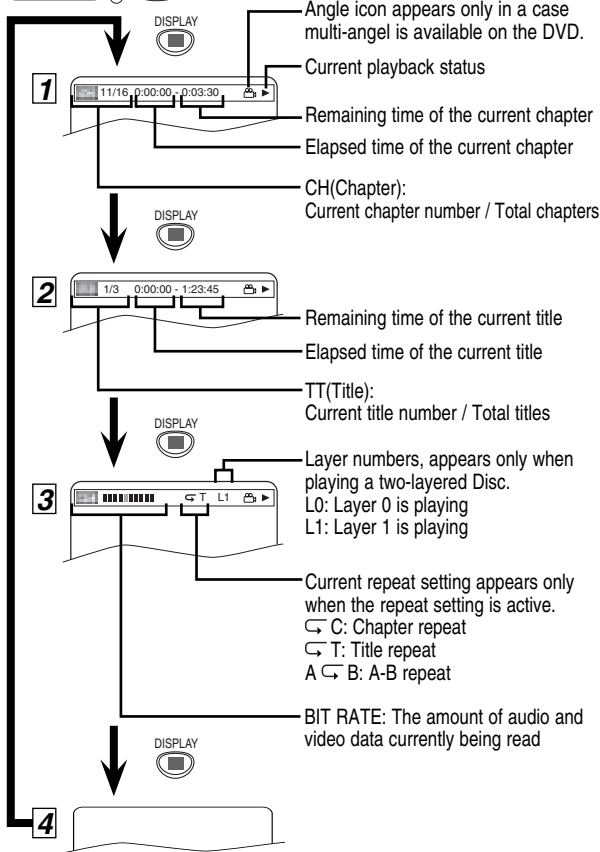 DISPLAY
Angle icon appears only in a case
multi-angel is available on the DVD.
Current playback status
1
11/16 0:00:00 - 0:03:30
Remaining time of the current chapter
Elapsed time of the current chapter
CH(Chapter):
Current chapter number / Total chapters
DISPLAY
2
1/3 0:00:00 - 1:23:45
Remaining time of the current title
Elapsed time of the current title
TT(Title):
Current title number / Total titles
DISPLAY
Layer numbers, appears only when
playing a two-layered Disc.
L0: Layer 0 is playing
L1: Layer 1 is playing
3
T L1
Current repeat setting appears only
when the repeat setting is active.
C: Chapter repeat
T: Title repeat
A B: A-B repeat
BIT RATE: The amount of audio and
video data currently being read
DISPLAY
4